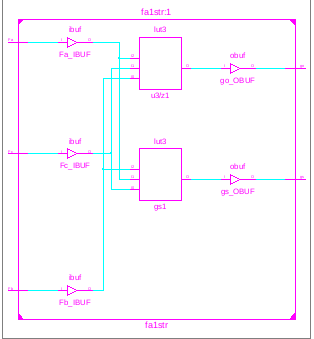 fa1str:1
ibuf
lut3
obuf
Fa_IBUF
u3/z1
go_OBUF
ibuf
lut3
obuf
Fc_IBUF
gs1
gs_OBUF
ibuf
Fb_IBUF
fa1str